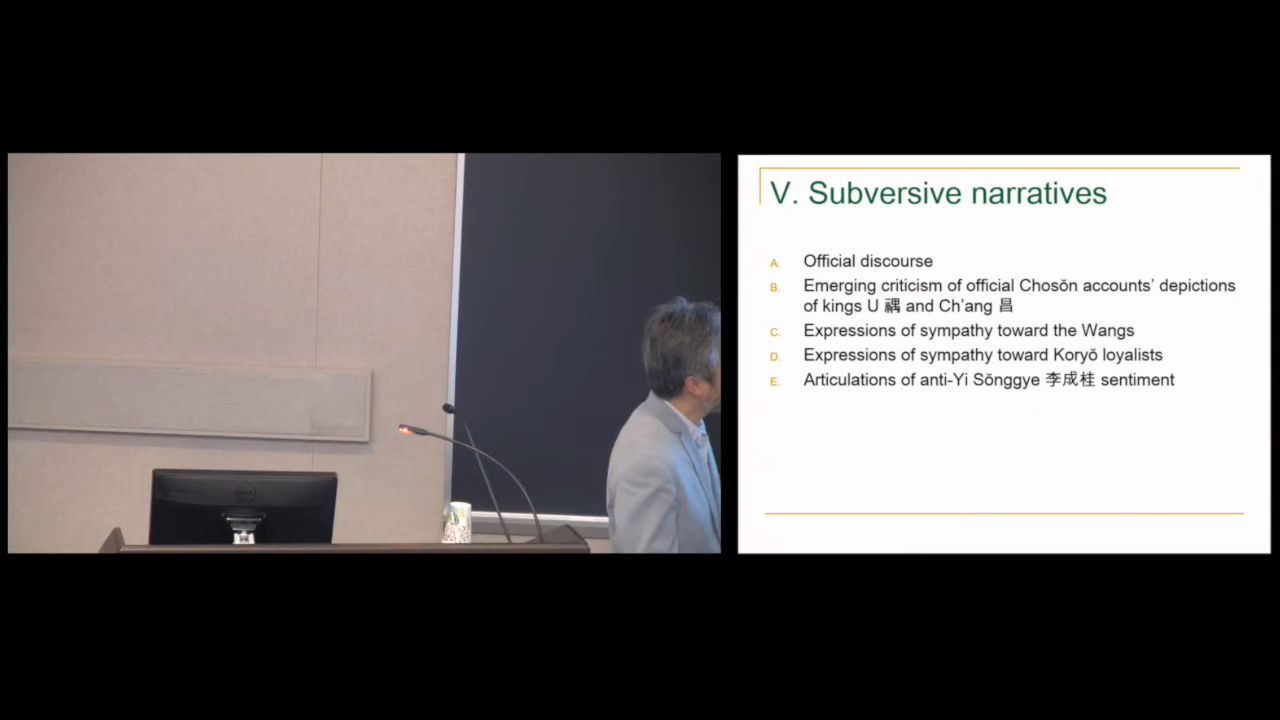 V. Subversive narratives
A. Official discourse
B. Emerging criticism of official Chosŏn accounts' depictions
of kings U 禑 and Ch'ang 昌
C. Expressions of sympathy toward the Wangs
D. Expressions of sympathy toward Koryŏ loyalists
E. Articulations of anti-Yi Sŏnggye 李成桂 sentiment